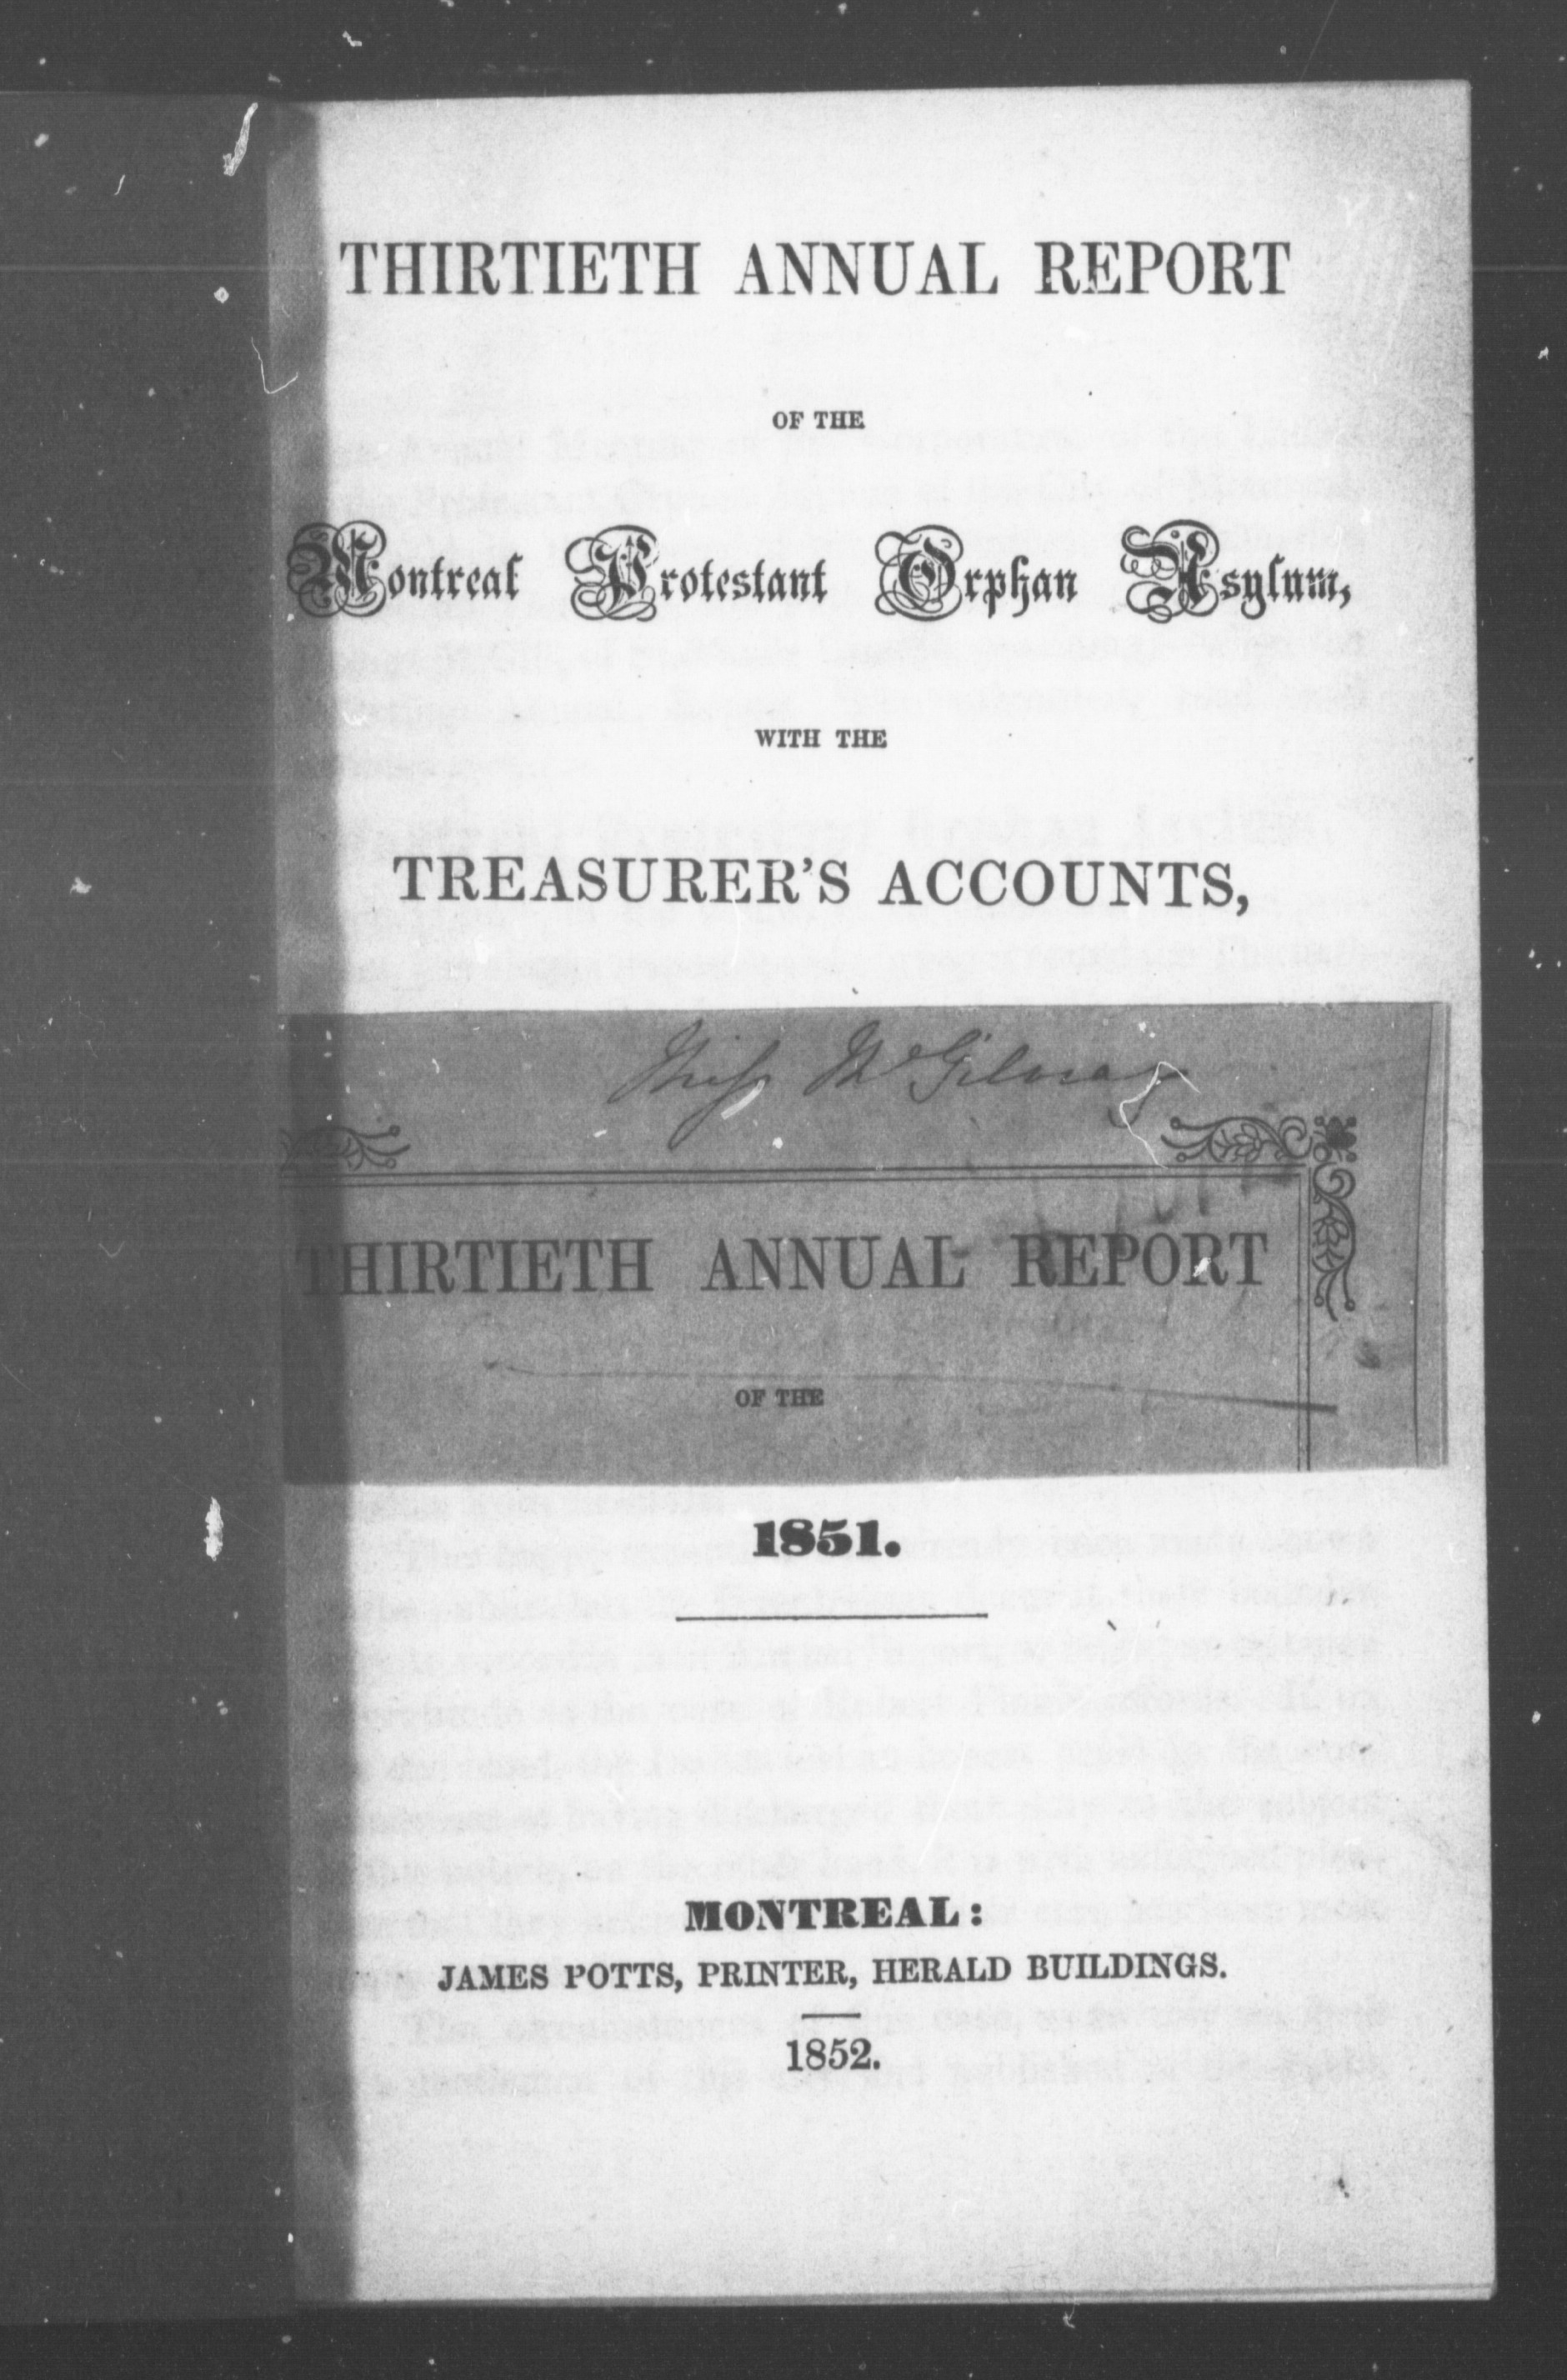 THIRTIETH ANNUAL REPORT
OF THE
Montreal Protestant Orphan Asylum,
WITH THE
TREASURER'S ACCOUNTS,
Miss
THIRTIETH ANNUAL REPORT
OF THE
1851.
MONTREAL:
JAMES POTTS, PRINTER, HERALD BUILDINGS.
1852.